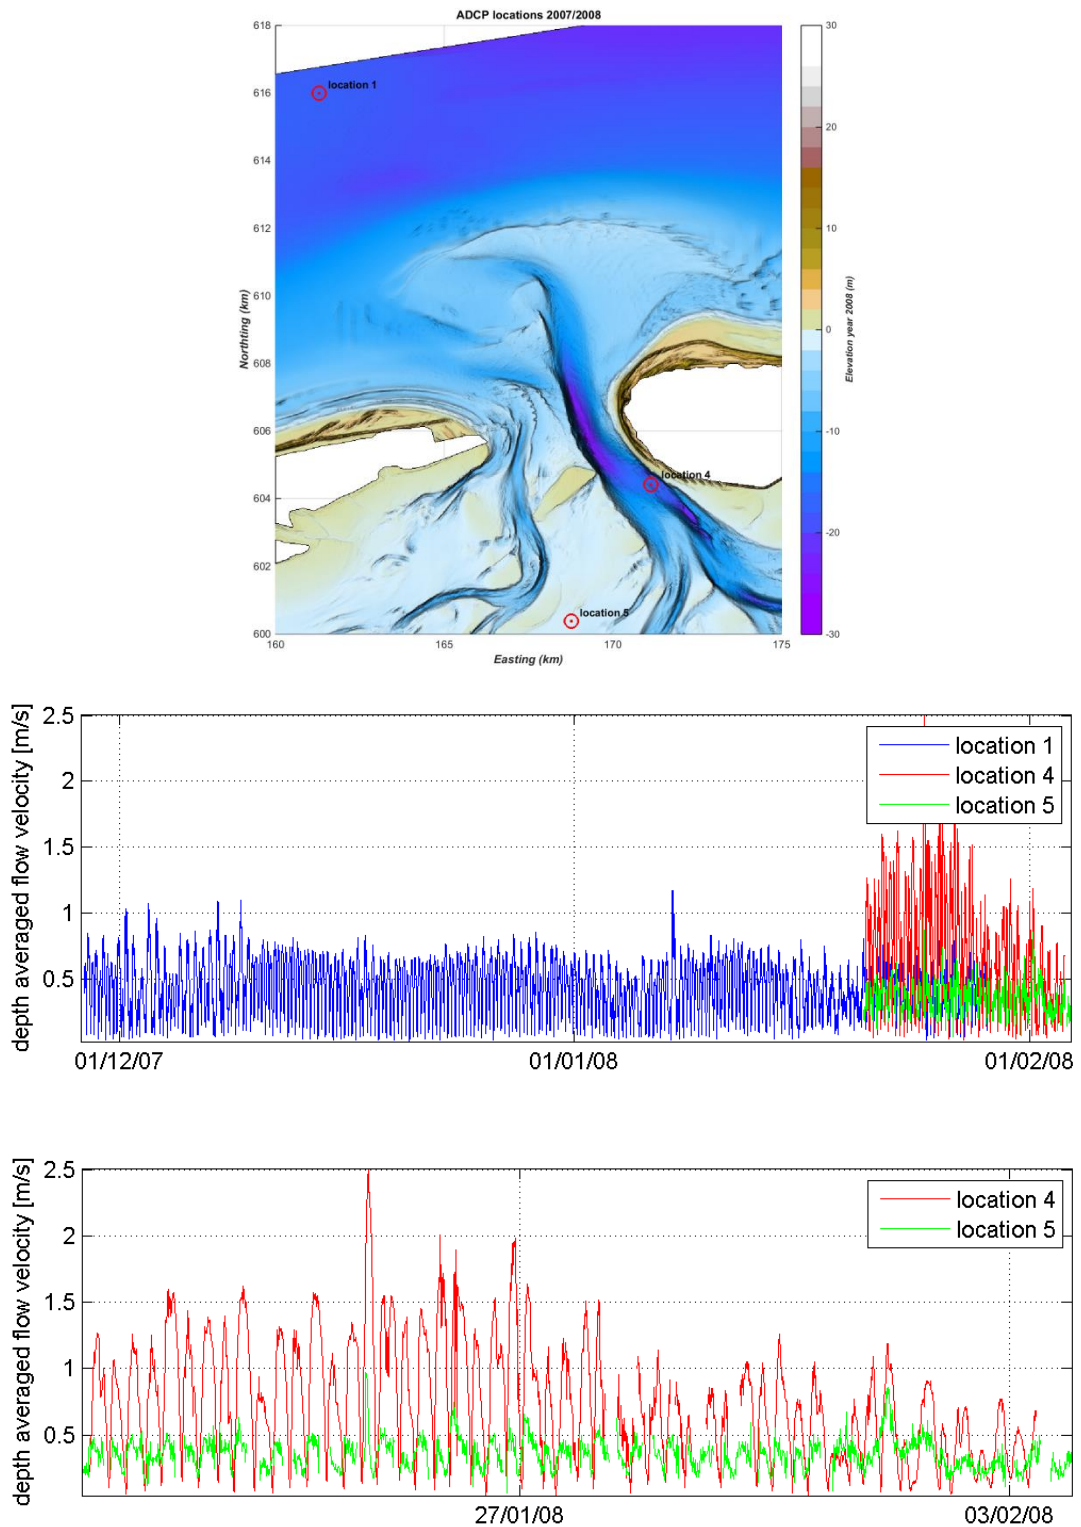 ADCP locations 2007/2008
618
616
614
612
610
608
606
604
602
600
160
165
170
175
Northting (km)
Easting (km)
location 1
location 4
location 5
30
20
10
0
-10
-20
-30
Elevation year 2008 (m)
depth averaged flow velocity [m/s]
2.5
2
1.5
1
0.5
01/12/07
01/01/08
01/02/08
location 1
location 4
location 5
depth averaged flow velocity [m/s]
2.5
2
1.5
1
0.5
27/01/08
03/02/08
location 4
location 5